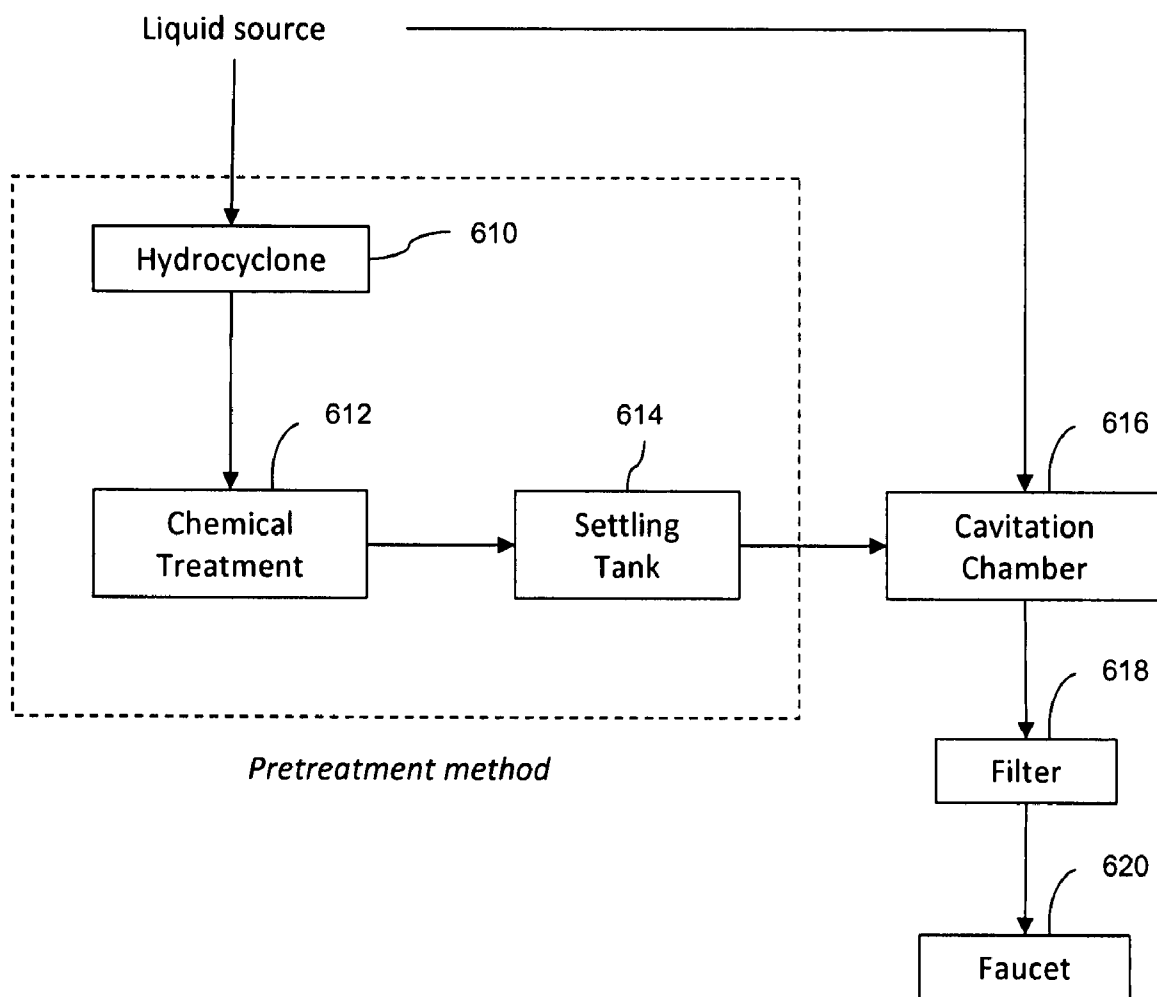 Liquid source
Hydrocyclone
610
612
614
616
Chemical
Treatment
Settling
Tank
Cavitation
Chamber
618
Pretreatment method
Filter
620
Faucet